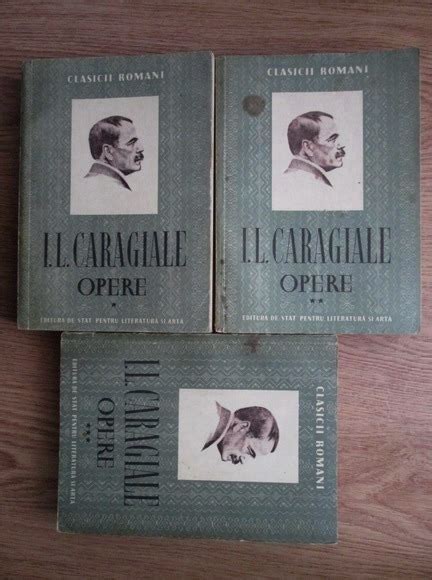 CLASICII ROMANI
I.L. CARAGIALE
OPERE
*
EDITURA DE STAT PENTRU LITERATURA SI ARTA
CLASICII ROMANI
I.L. CARAGIALE
OPERE
**
EDITURA DE STAT PENTRU LITERATURA SI ARTA
CLASICII ROMANI
I.L. CARAGIALE
OPERE
***
EDITURA DE STAT PENTRU LITERATURA SI ARTA